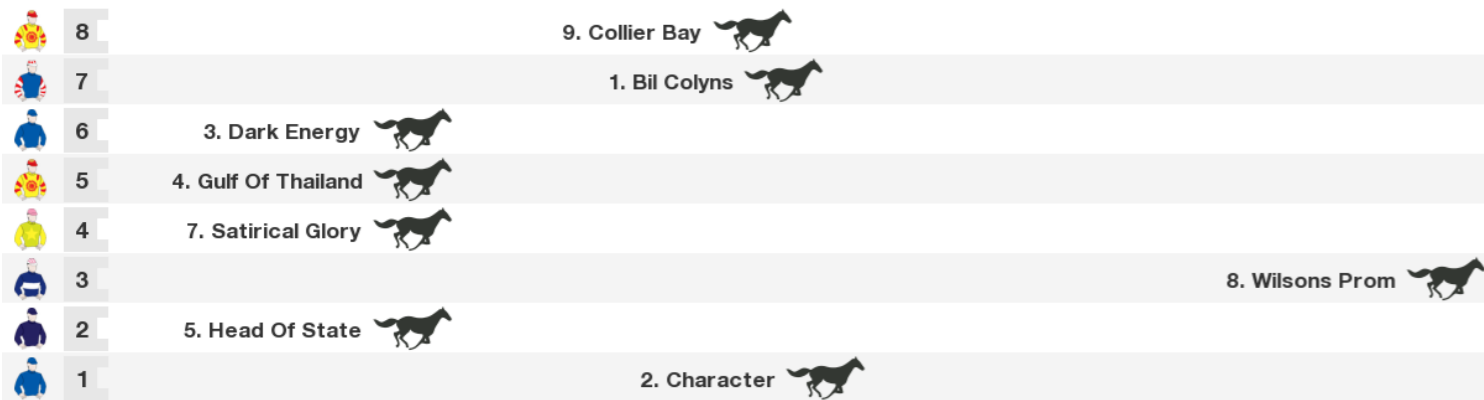 8 9. Collier Bay
7 1. Bil Colyns
6 3. Dark Energy
5 4. Gulf Of Thailand
4 7. Satirical Glory
3 8. Wilsons Prom
2 5. Head Of State
1 2. Character